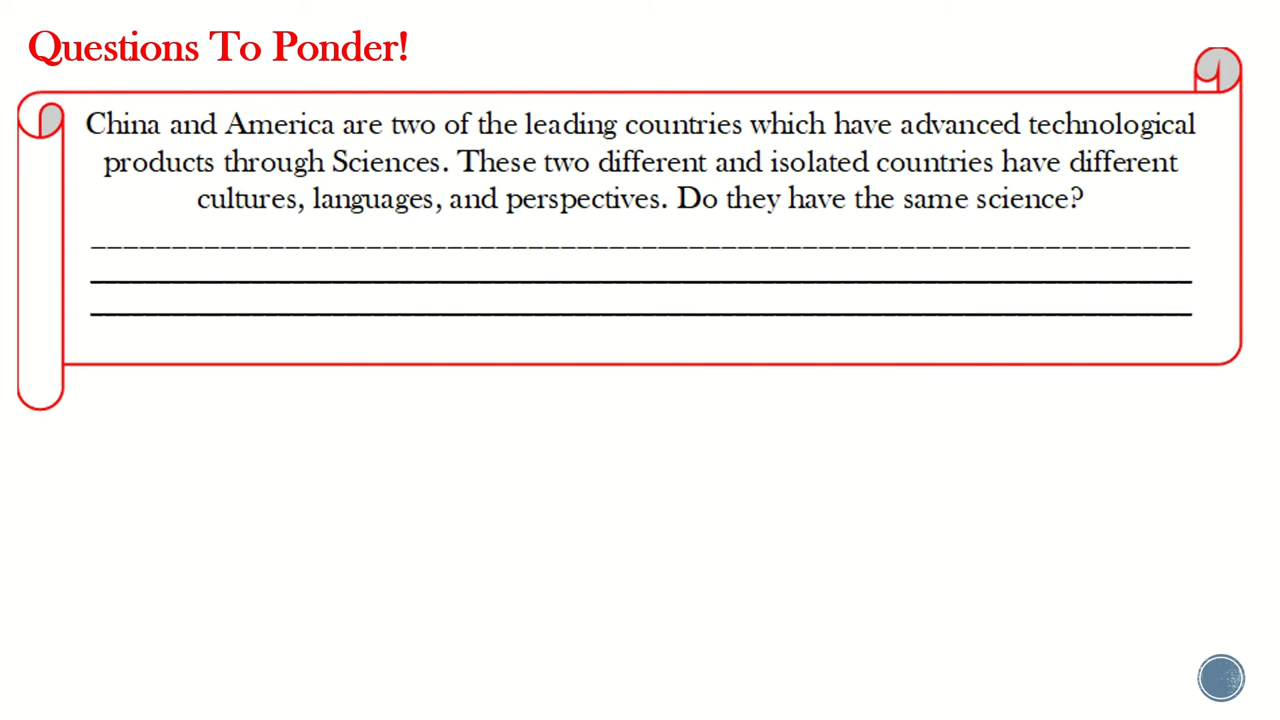 Questions To Ponder!
China and America are two of the leading countries which have advanced technological
products through Sciences. These two different and isolated countries have different
cultures, languages, and perspectives. Do they have the same science?